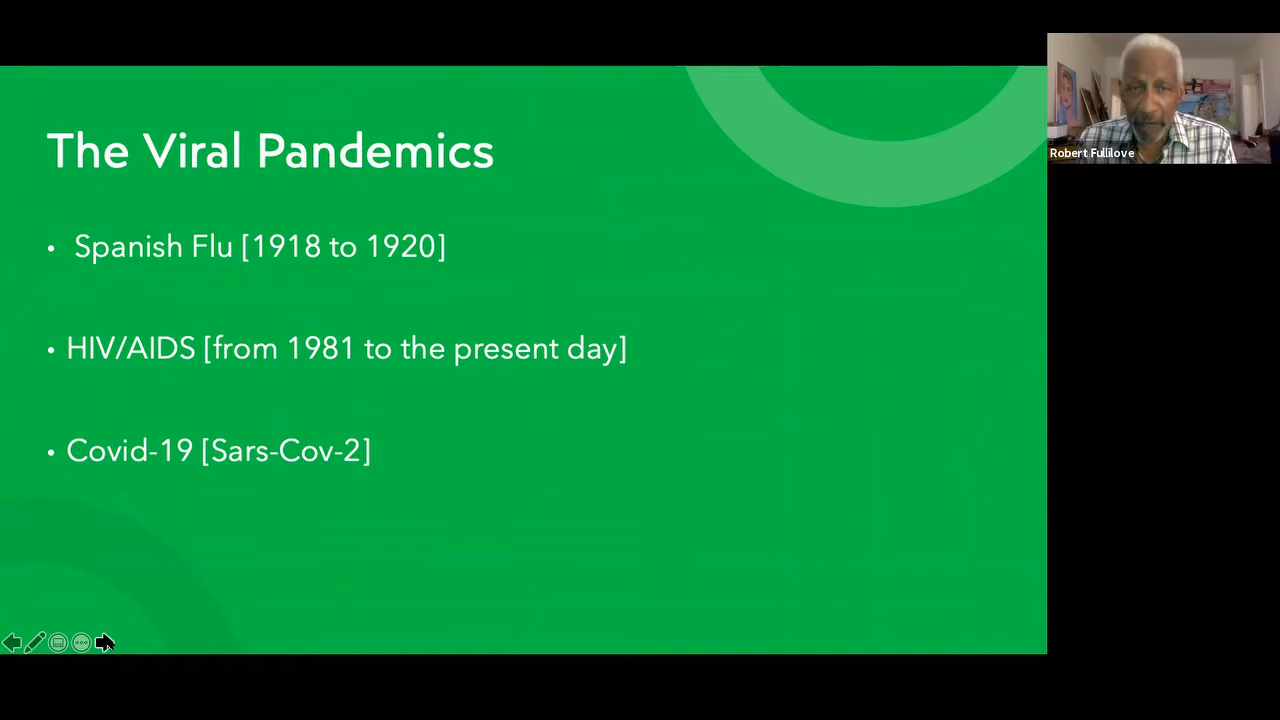 The Viral Pandemics
• Spanish Flu [1918 to 1920]
• HIV/AIDS [from 1981 to the present day]
• Covid-19 [Sars-Cov-2]
Robert Fullilove